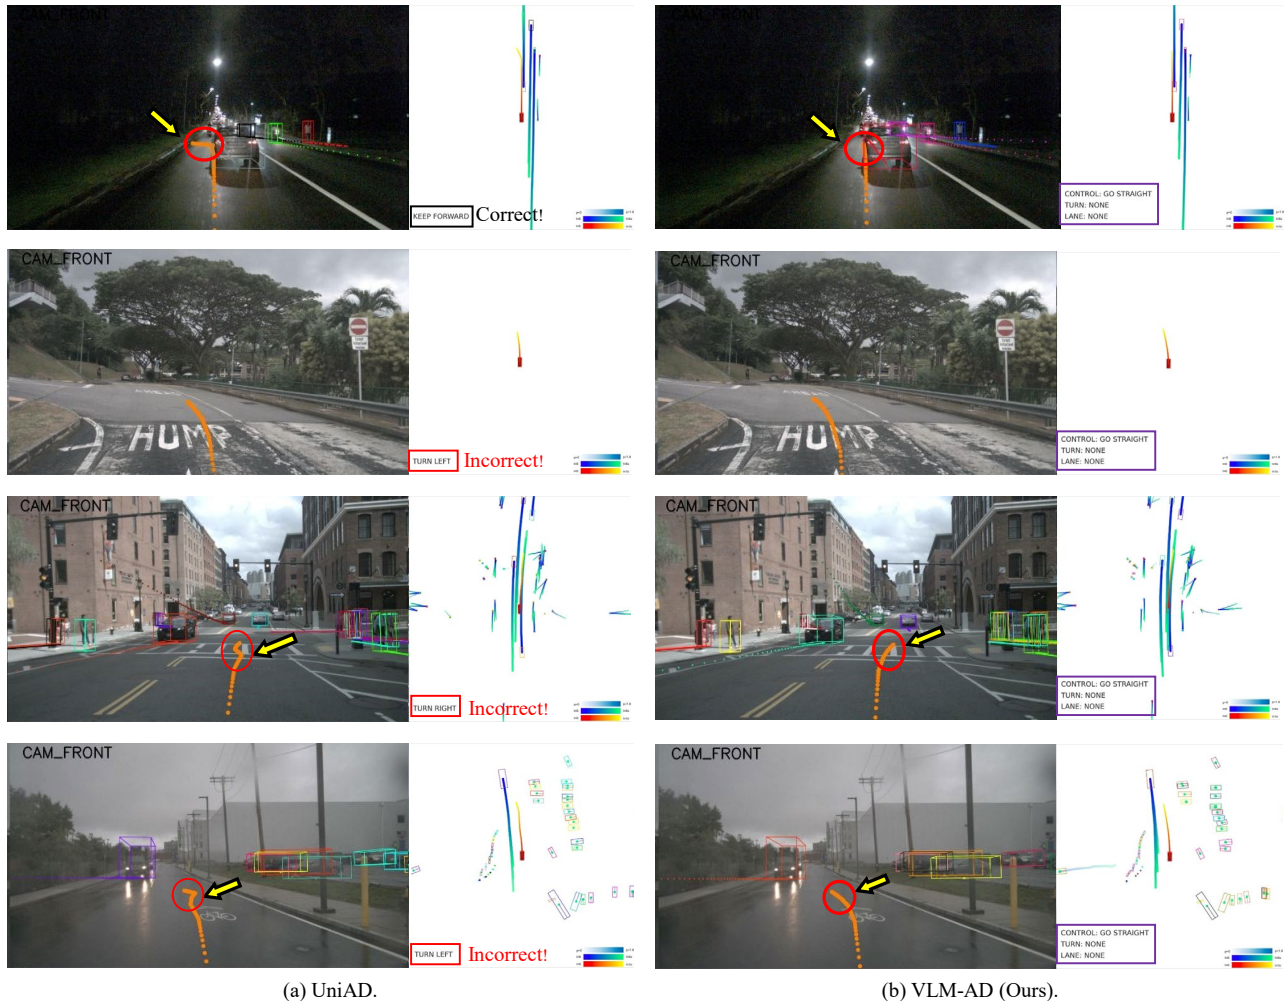 CAM_FRONT
KEEP FORWARD
Correct!
CONTROL: GO STRAIGHT
TURN: NONE
LANE: NONE
CAM_FRONT
HUMP
TURN LEFT
Incorrect!
CAM_FRONT
HUMP
CONTROL: GO STRAIGHT
TURN: NONE
LANE: NONE
CAM_FRONT
TURN RIGHT
Incorrect!
CAM_FRONT
CONTROL: GO STRAIGHT
TURN: NONE
LANE: NONE
CAM_FRONT
TURN LEFT
Incorrect!
CAM_FRONT
CONTROL: GO STRAIGHT
TURN: NONE
LANE: NONE
(a) UniAD.
(b) VLM-AD (Ours).